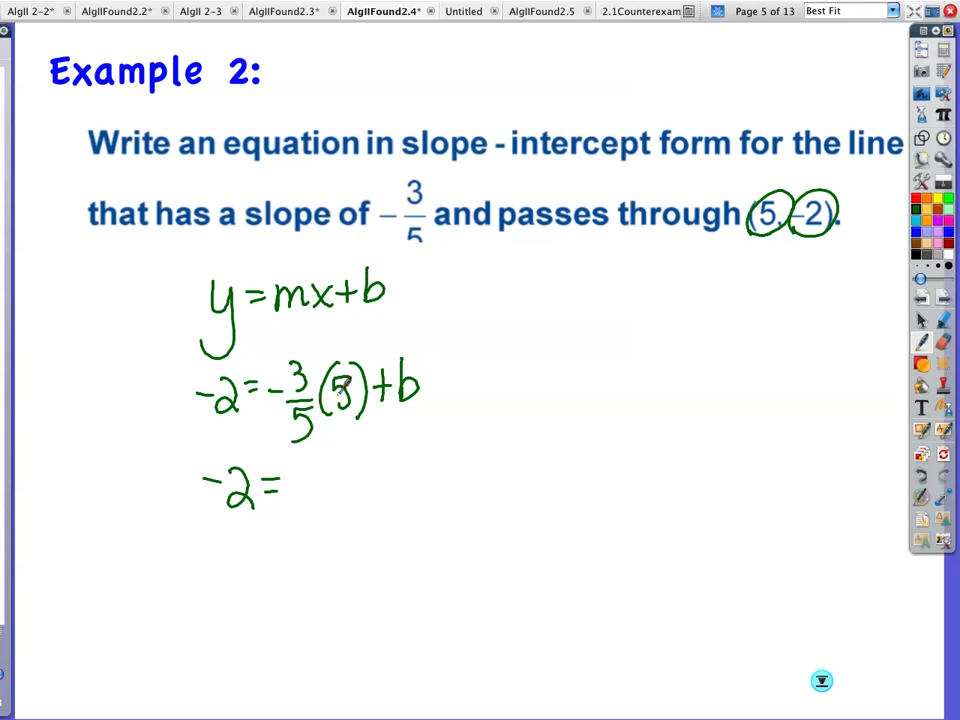 AlgII 2-2* AlgIIFound2.2* AlgII 2-3 AlgIIFound2.3* AlgIIFound2.4* Untitled AlgIIFound2.5 2.1Counterexam Page 5 of 13 Best Fit
Example 2:
Write an equation in slope - intercept form for the line
that has a slope of - 3/5 and passes through (5, -2).
y = mx + b
-2 = - 3/5 (5) + b
-2 =
T